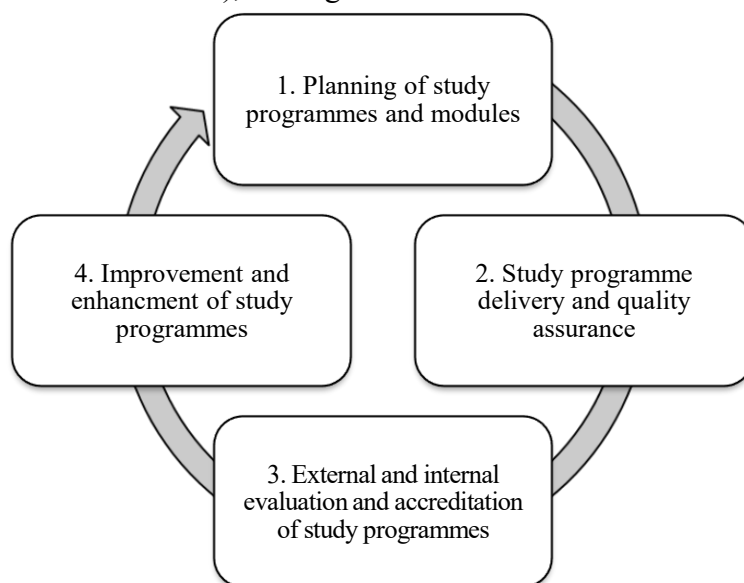 1. Planning of study
programmes and modules
2. Study programme
delivery and quality
assurance
3. External and internal
evaluation and accreditation
of study programmes
4. Improvement and
enhancment of study
programmes